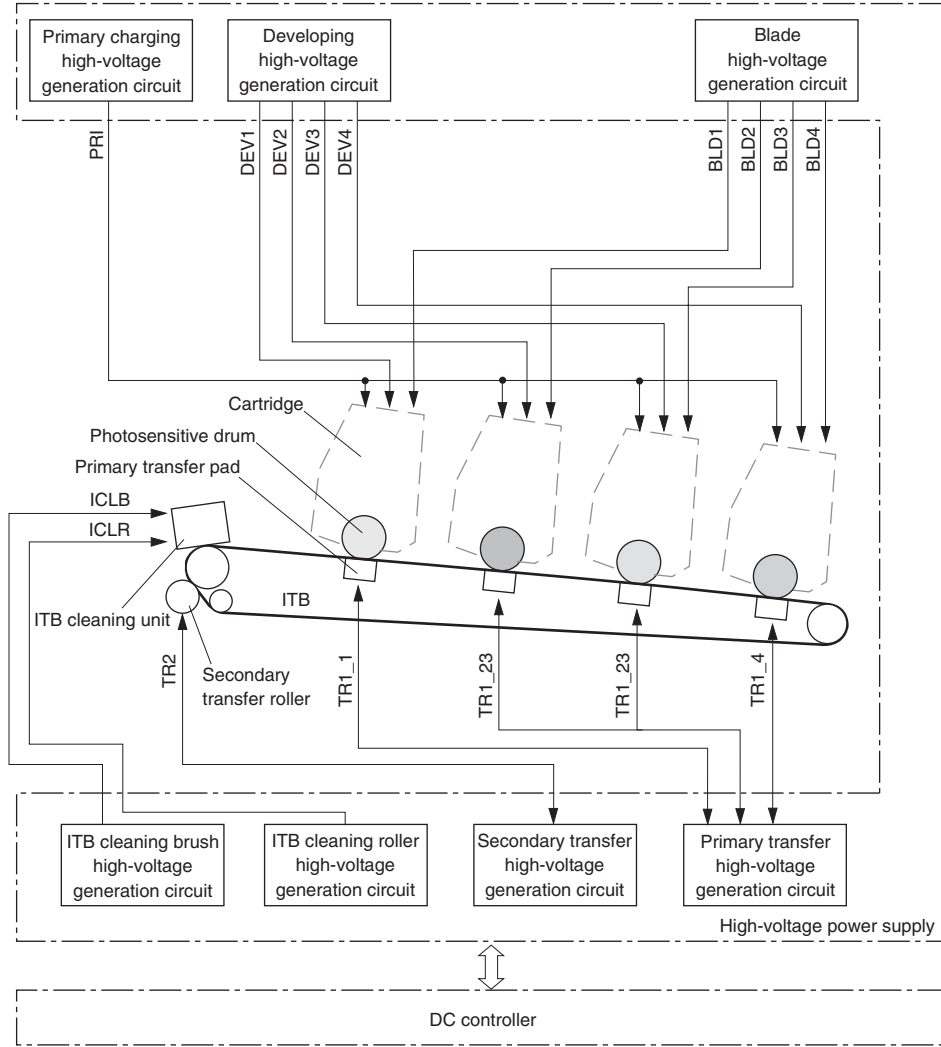 Primary charging
high-voltage
generation circuit
Developing
high-voltage
generation circuit
Blade
high-voltage
generation circuit
PRI
DEV1
DEV2
DEV3
DEV4
BLD1
BLD2
BLD3
BLD4
Cartridge
Photosensitive drum
Primary transfer pad
ICLB
ICLR
ITB cleaning unit
ITB
TR2
Secondary
transfer roller
TR1_1
TR1_23
TR1_23
TR1_4
ITB cleaning brush
high-voltage
generation circuit
ITB cleaning roller
high-voltage
generation circuit
Secondary transfer
high-voltage
generation circuit
Primary transfer
high-voltage
generation circuit
High-voltage power supply
DC controller